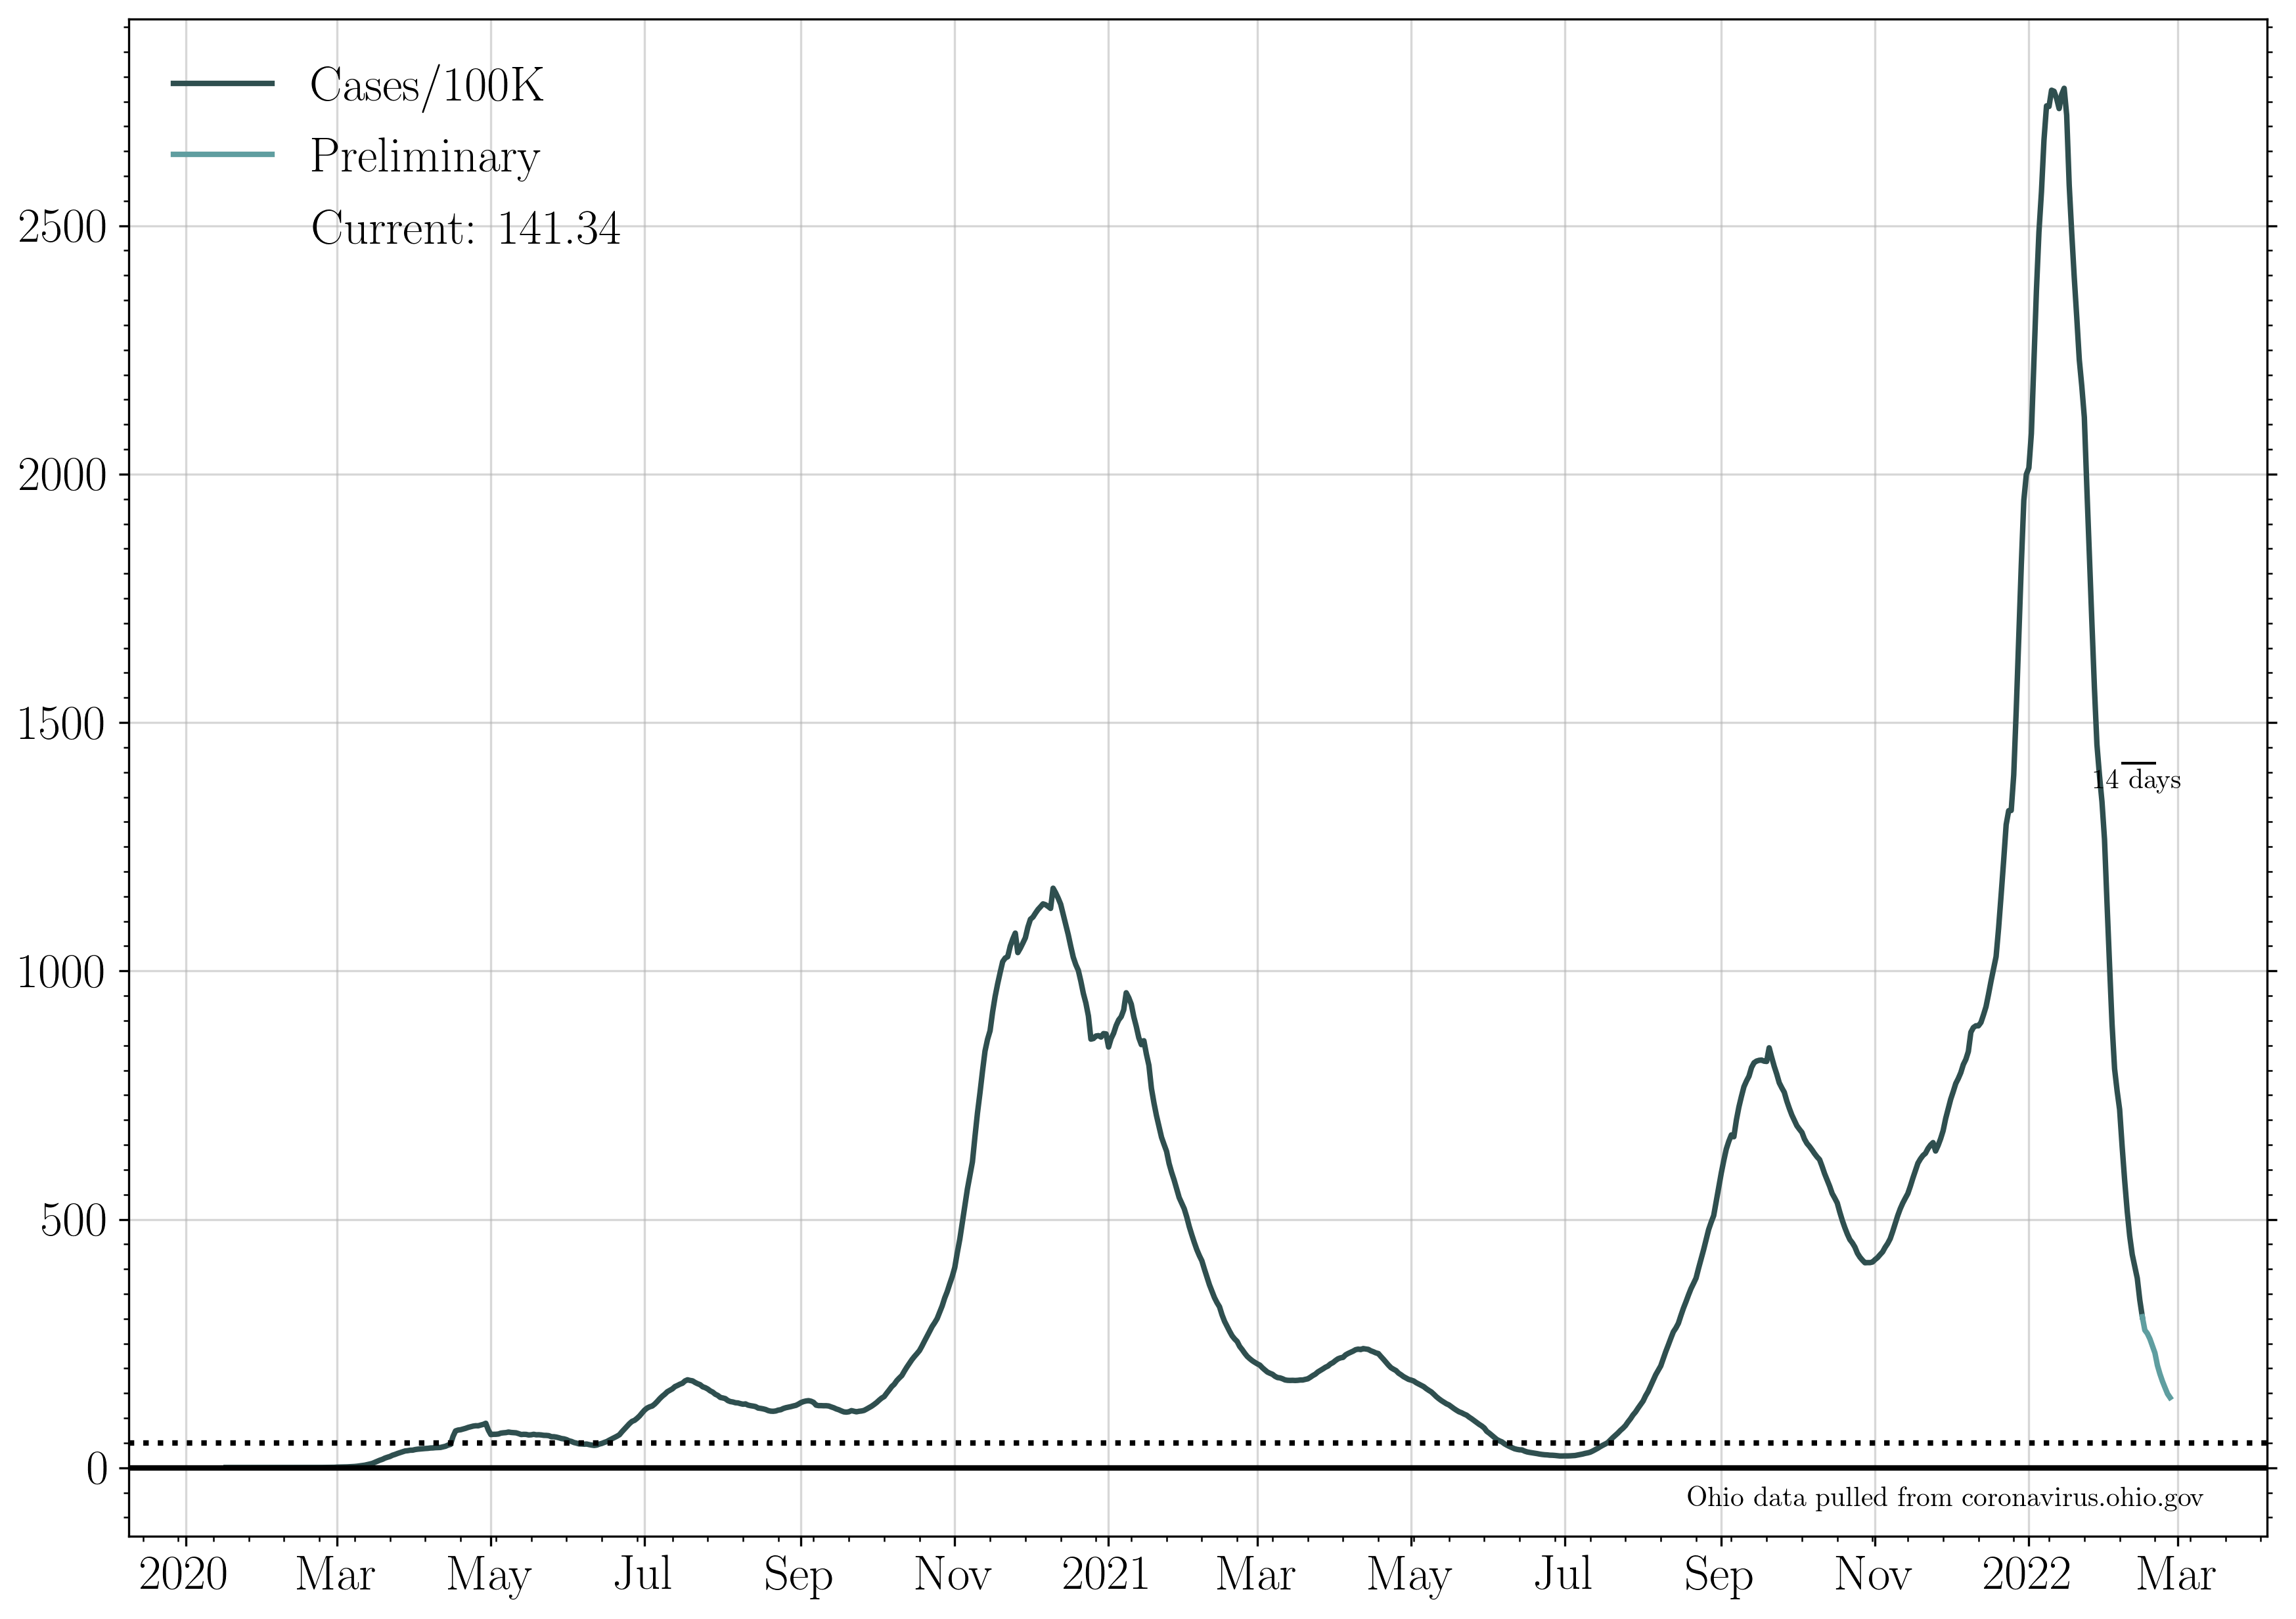 Cases/100K
Preliminary
Current: 141.34
2500
2000
1500
14 days
1000
500
0
Ohio data pulled from coronavirus.ohio.gov
2020 Mar May Jul Sep Nov 2021 Mar May Jul Sep Nov 2022 Mar